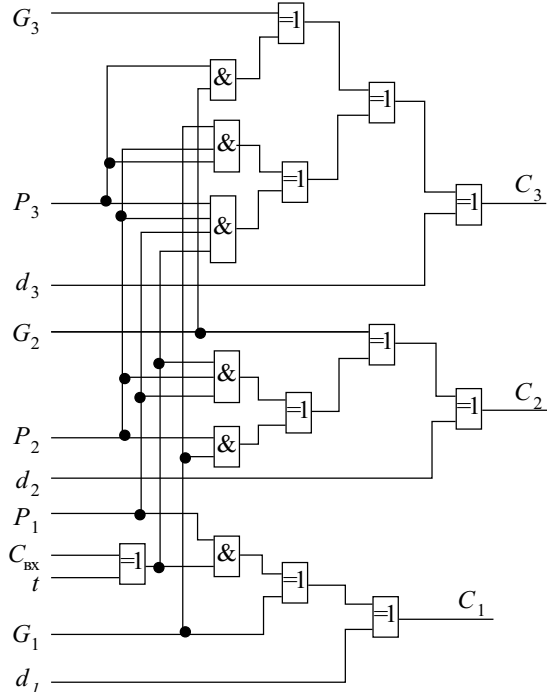 G3
=1
&
=1
&
=1
P3
&
C3
=1
d3
G2
=1
&
=1
C2
=1
P2
&
d2
P1
Cвх
=1
&
t
=1
C1
=1
G1
d1